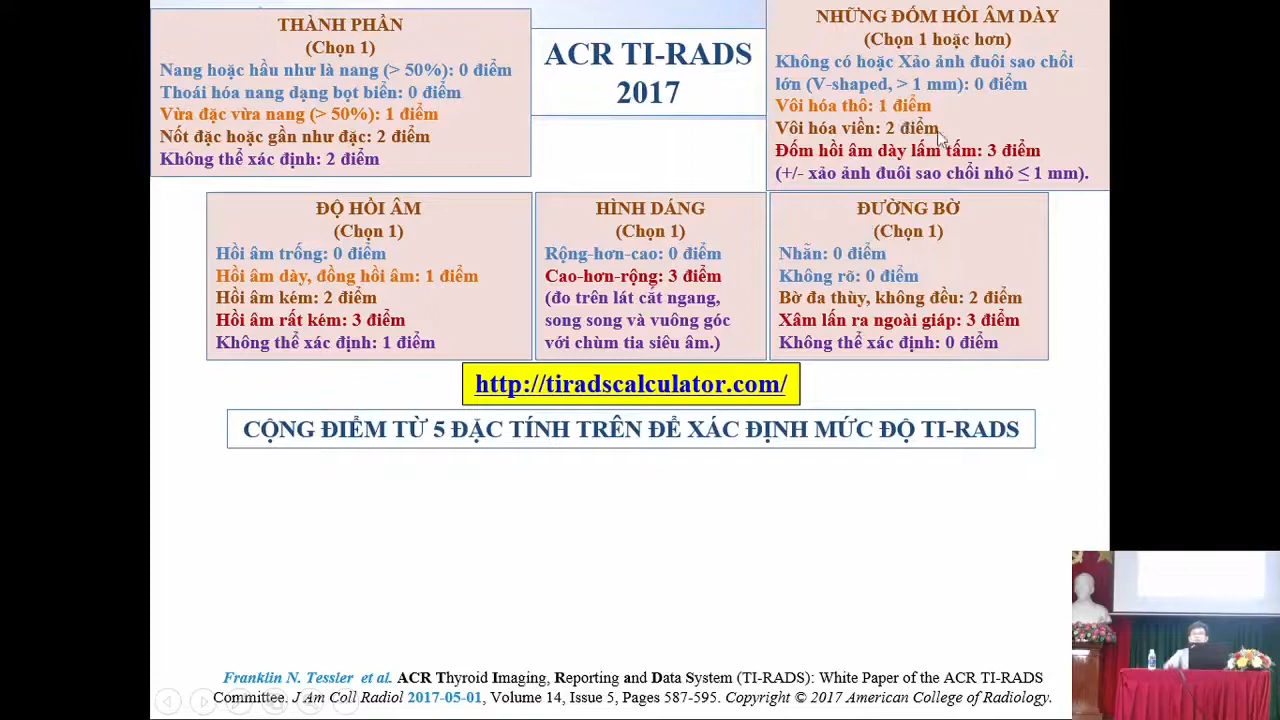 THÀNH PHẦN
(Chọn 1)
Nang hoặc hầu như là nang (> 50%): 0 điểm
Thoái hóa nang dạng bọt biển: 0 điểm
Vừa đặc vừa nang (> 50%): 1 điểm
Nốt đặc hoặc gần như đặc: 2 điểm
Không thể xác định: 2 điểm
ACR TI-RADS
2017
NHỮNG ĐỐM HỒI ÂM DÀY
(Chọn 1 hoặc hơn)
Không có hoặc Xảo ảnh đuôi sao chổi
lớn (V-shaped, > 1 mm): 0 điểm
Vôi hóa thô: 1 điểm
Vôi hóa viền: 2 điểm
Đốm hồi âm dày lấm tấm: 3 điểm
(+/- xảo ảnh đuôi sao chổi nhỏ ≤ 1 mm).
ĐỘ HỒI ÂM
(Chọn 1)
Hồi âm trống: 0 điểm
Hồi âm dày, đồng hồi âm: 1 điểm
Hồi âm kém: 2 điểm
Hồi âm rất kém: 3 điểm
Không thể xác định: 1 điểm
HÌNH DÁNG
(Chọn 1)
Rộng-hơn-cao: 0 điểm
Cao-hơn-rộng: 3 điểm
(đo trên lát cắt ngang,
song song và vuông góc
với chùm tia siêu âm.)
ĐƯỜNG BỜ
(Chọn 1)
Nhẵn: 0 điểm
Không rõ: 0 điểm
Bờ đa thùy, không đều: 2 điểm
Xâm lấn ra ngoài giáp: 3 điểm
Không thể xác định: 0 điểm
http://tiradscalculator.com/
CỘNG ĐIỂM TỪ 5 ĐẶC TÍNH TRÊN ĐỂ XÁC ĐỊNH MỨC ĐỘ TI-RADS
Franklin N. Tessler et al. ACR Thyroid Imaging, Reporting and Data System (TI-RADS): White Paper of the ACR TI-RADS
Committee. J Am Coll Radiol 2017-05-01, Volume 14, Issue 5, Pages 587-595. Copyright © 2017 American College of Radiology.